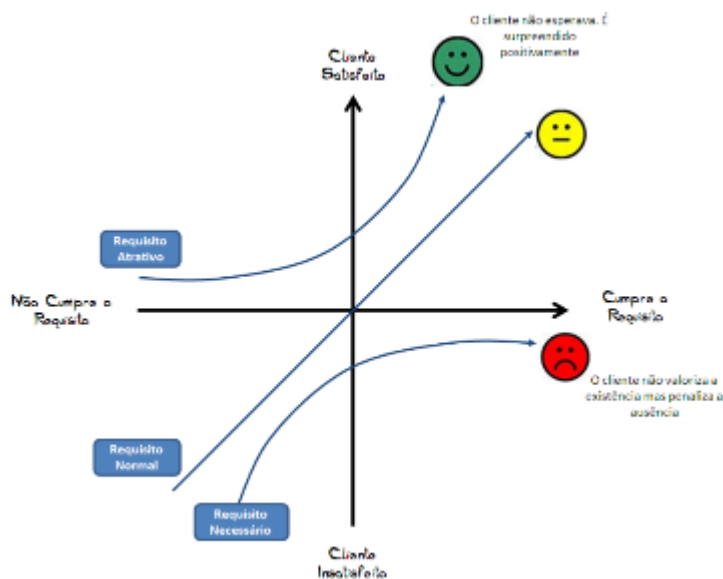 O cliente não esperava. É
surpreendido
positivamente
Cliente
Satisfeito
Requisito
Atrativo
Não Cumpre o
Requisito
Cumpre o
Requisito
O cliente não valoriza a
existência mas penaliza a
ausência
Requisito
Normal
Requisito
Necessário
Cliente
Insatisfeito